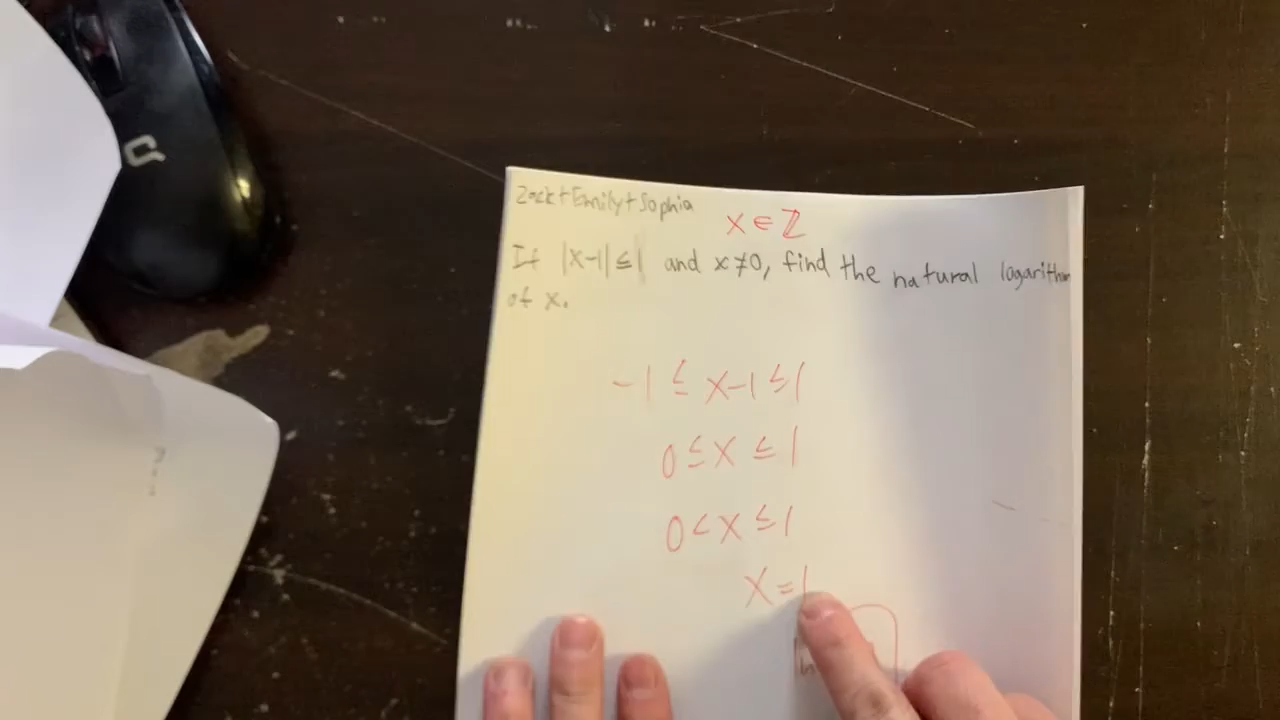 Zack+Emily+Sophia
x ∈ ℤ
If |x-1| ≤ 1 and x≠0, find the natural logarithm
of x.
-1 ≤ x-1 ≤ 1
0 ≤ x ≤ 1
0 < x ≤ 1
x = 1